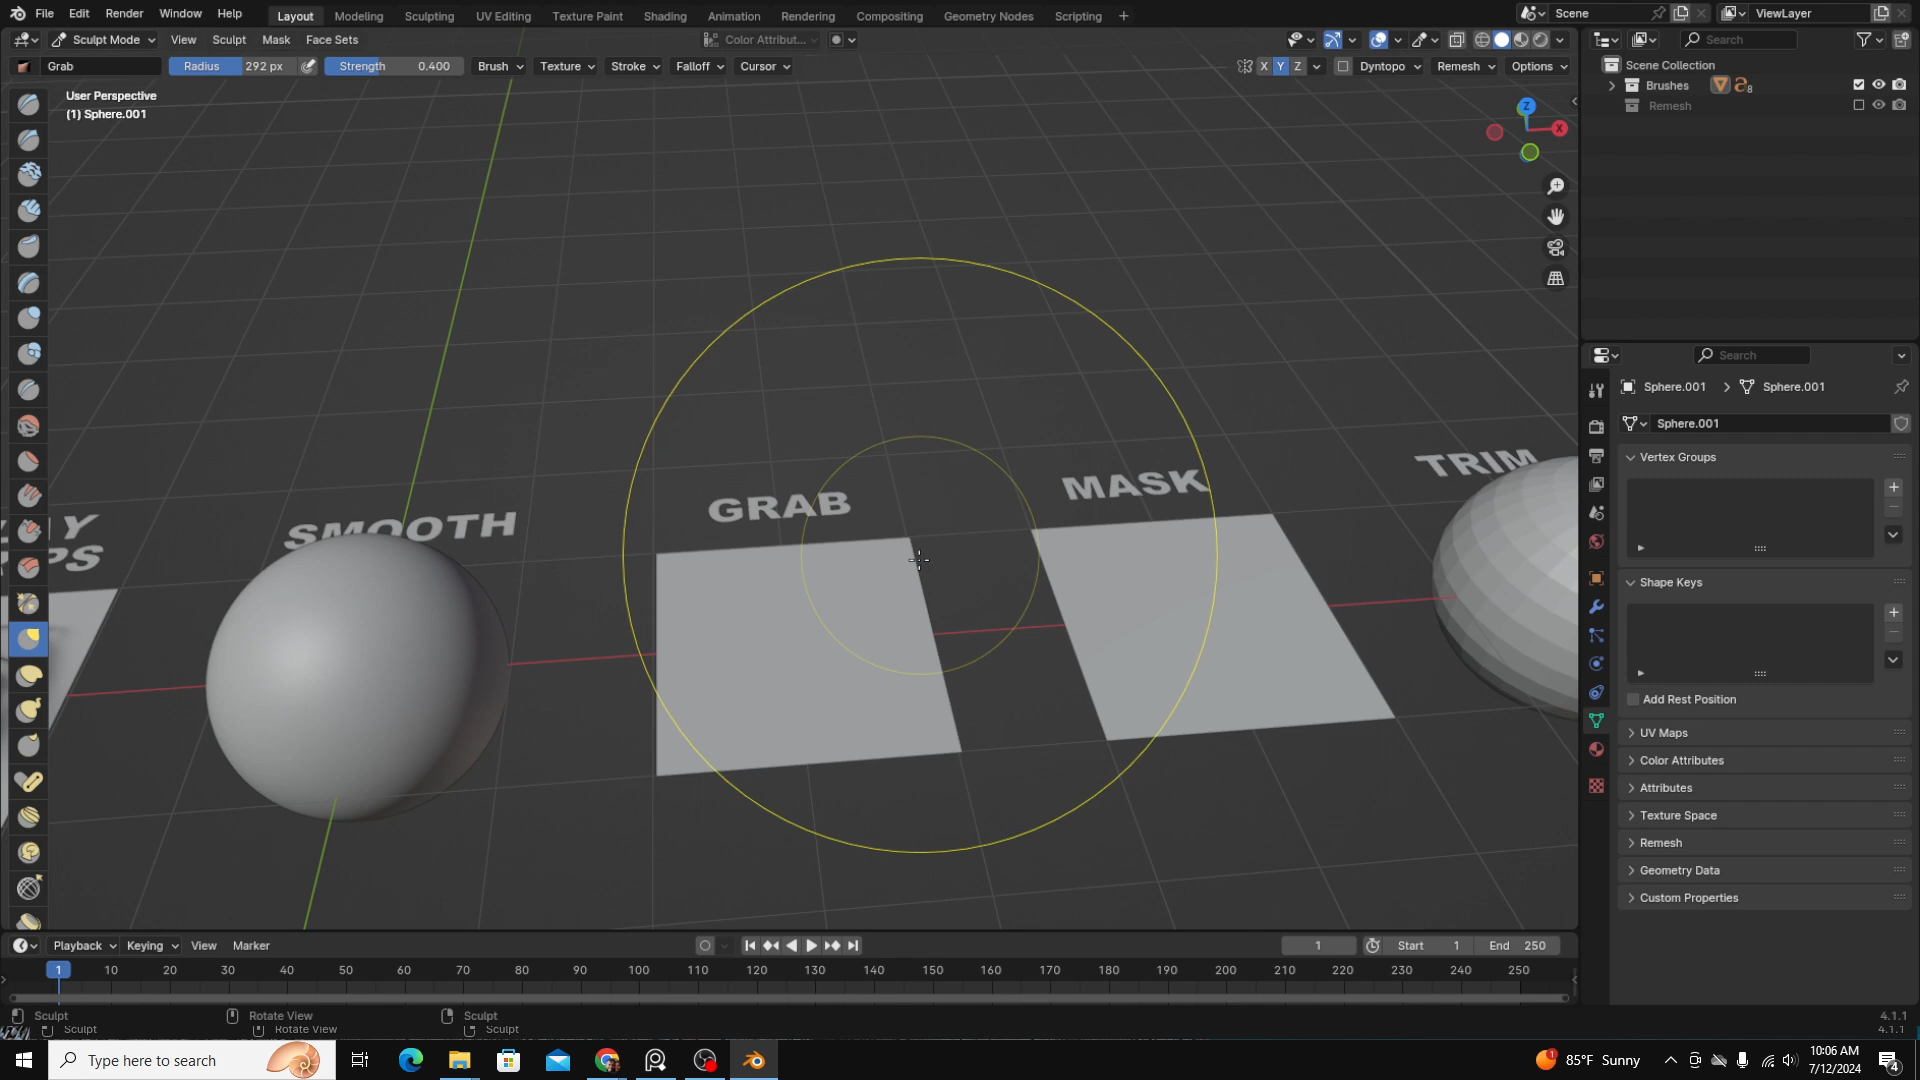 File Edit Render Window Help Layout Modeling Sculpting UV Editing Texture Paint Shading Animation Rendering Compositing Geometry Nodes Scripting + Scene ViewLayer
Sculpt Mode View Sculpt Mask Face Sets Color Attribut... Search
Grab Radius 292 px Strength 0.400 Brush Texture Stroke Falloff Cursor X Y Z Dyntopo Remesh Options
Scene Collection
Brushes 8
Remesh
User Perspective
(1) Sphere.001
Z
X
SMOOTH
GRAB
MASK
TRIM
Search
Sphere.001 > Sphere.001
Sphere.001
Vertex Groups
Shape Keys
Add Rest Position
UV Maps
Color Attributes
Attributes
Texture Space
Remesh
Geometry Data
Custom Properties
Playback Keying View Marker 1 Start 1 End 250
1 10 20 30 40 50 60 70 80 90 100 110 120 130 140 150 160 170 180 190 200 210 220 230 240 250
Sculpt Rotate View Sculpt 4.1.1
Sculpt Rotate View Sculpt 4.1.1
Type here to search 1 85°F Sunny 10:06 AM 7/12/2024 4